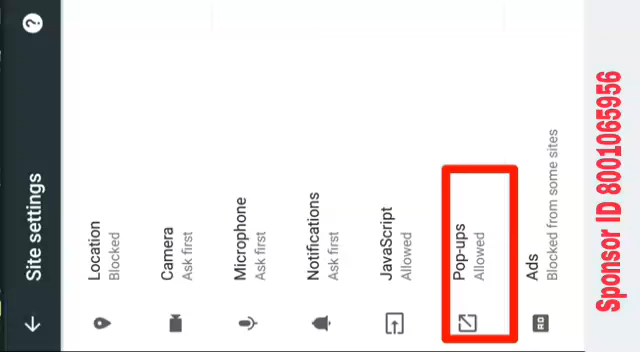 Site settings
?
Location
Blocked
Camera
Ask first
Microphone
Ask first
Notifications
Ask first
JavaScript
Allowed
Pop-ups
Allowed
Ads
Blocked from some sites
Sponsor ID 8001065956